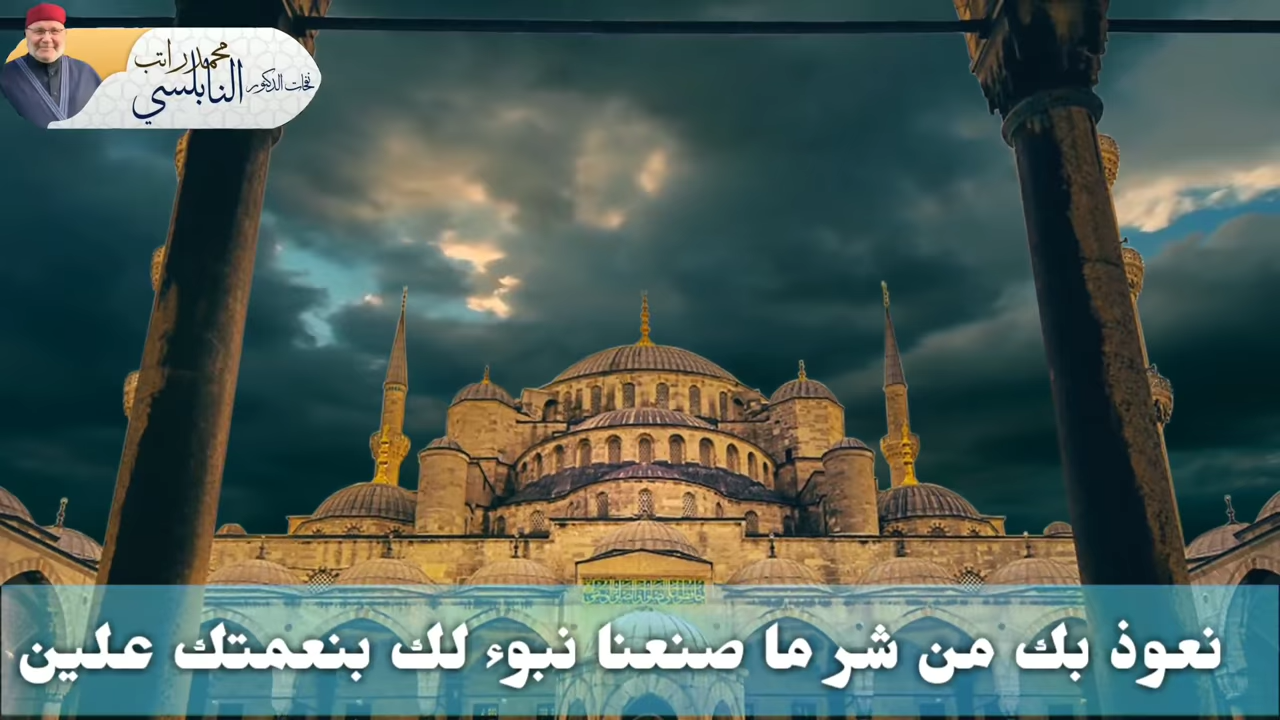 محمد راتب
نفحات الدكتور النابلسي
نعوذ بك من شر ما صنعنا نبوء لك بنعمتك علين